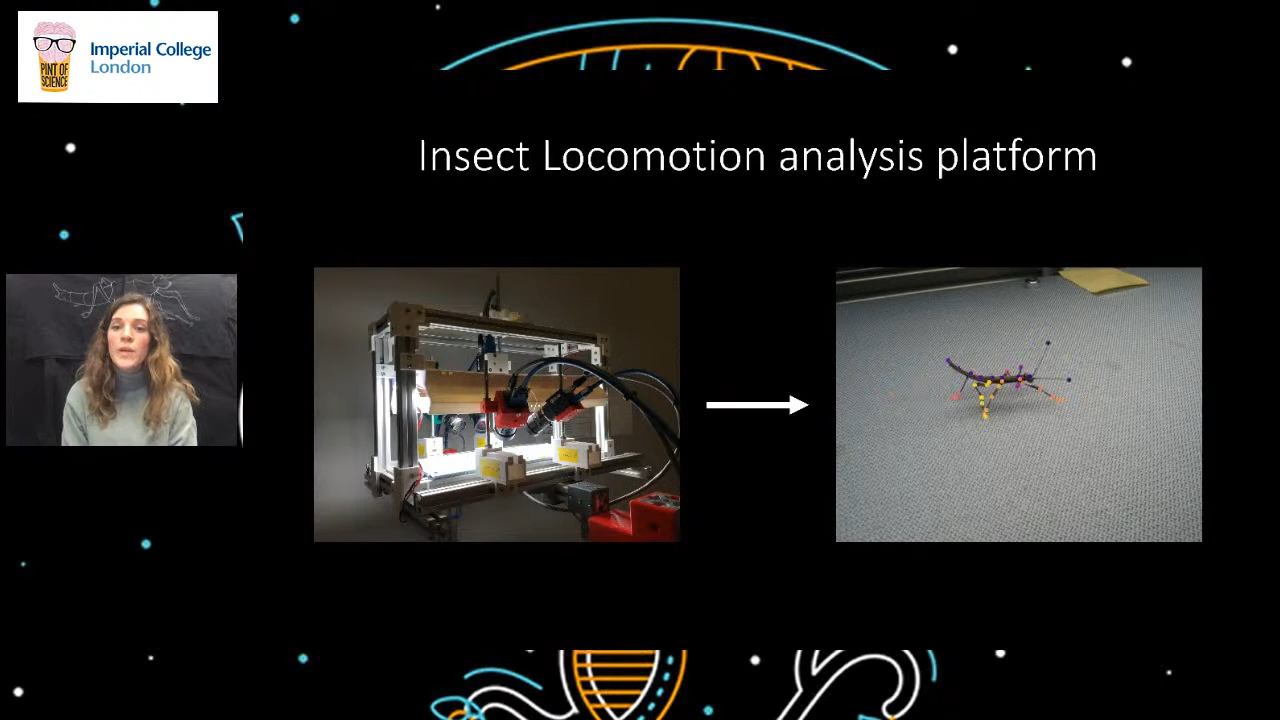 PINT OF
SCIENCE
Imperial College
London
Insect Locomotion analysis platform